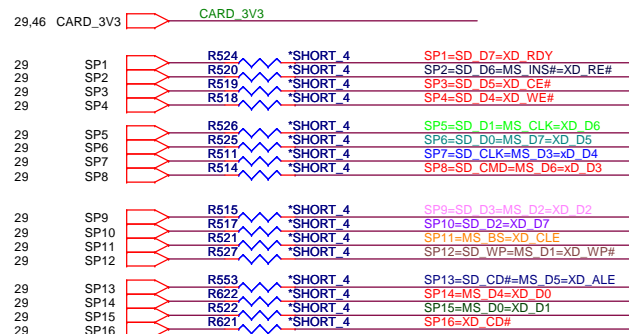 29,46 CARD_3V3 CARD_3V3
29 SP1 R524 *SHORT_4 SP1=SD_D7=XD_RDY
29 SP2 R520 *SHORT_4 SP2=SD_D6=MS_INS#=XD_RE#
29 SP3 R519 *SHORT_4 SP3=SD_D5=XD_CE#
29 SP4 R518 *SHORT_4 SP4=SD_D4=XD_WE#
29 SP5 R526 *SHORT_4 SP5=SD_D1=MS_CLK=XD_D6
29 SP6 R525 *SHORT_4 SP6=SD_D0=MS_D7=XD_D5
29 SP7 R511 *SHORT_4 SP7=SD_CLK=MS_D3=xD_D4
29 SP8 R514 *SHORT_4 SP8=SD_CMD=MS_D6=xD_D3
29 SP9 R515 *SHORT_4 SP9=SD_D3=MS_D2=XD_D2
29 SP10 R517 *SHORT_4 SP10=SD_D2=XD_D7
29 SP11 R521 *SHORT_4 SP11=MS_BS=XD_CLE
29 SP12 R527 *SHORT_4 SP12=SD_WP=MS_D1=XD_WP#
29 SP13 R553 *SHORT_4 SP13=SD_CD#=MS_D5=XD_ALE
29 SP14 R622 *SHORT_4 SP14=MS_D4=XD_D0
29 SP15 R522 *SHORT_4 SP15=MS_D0=XD_D1
29 SP16 R621 *SHORT_4 SP16=XD_CD#